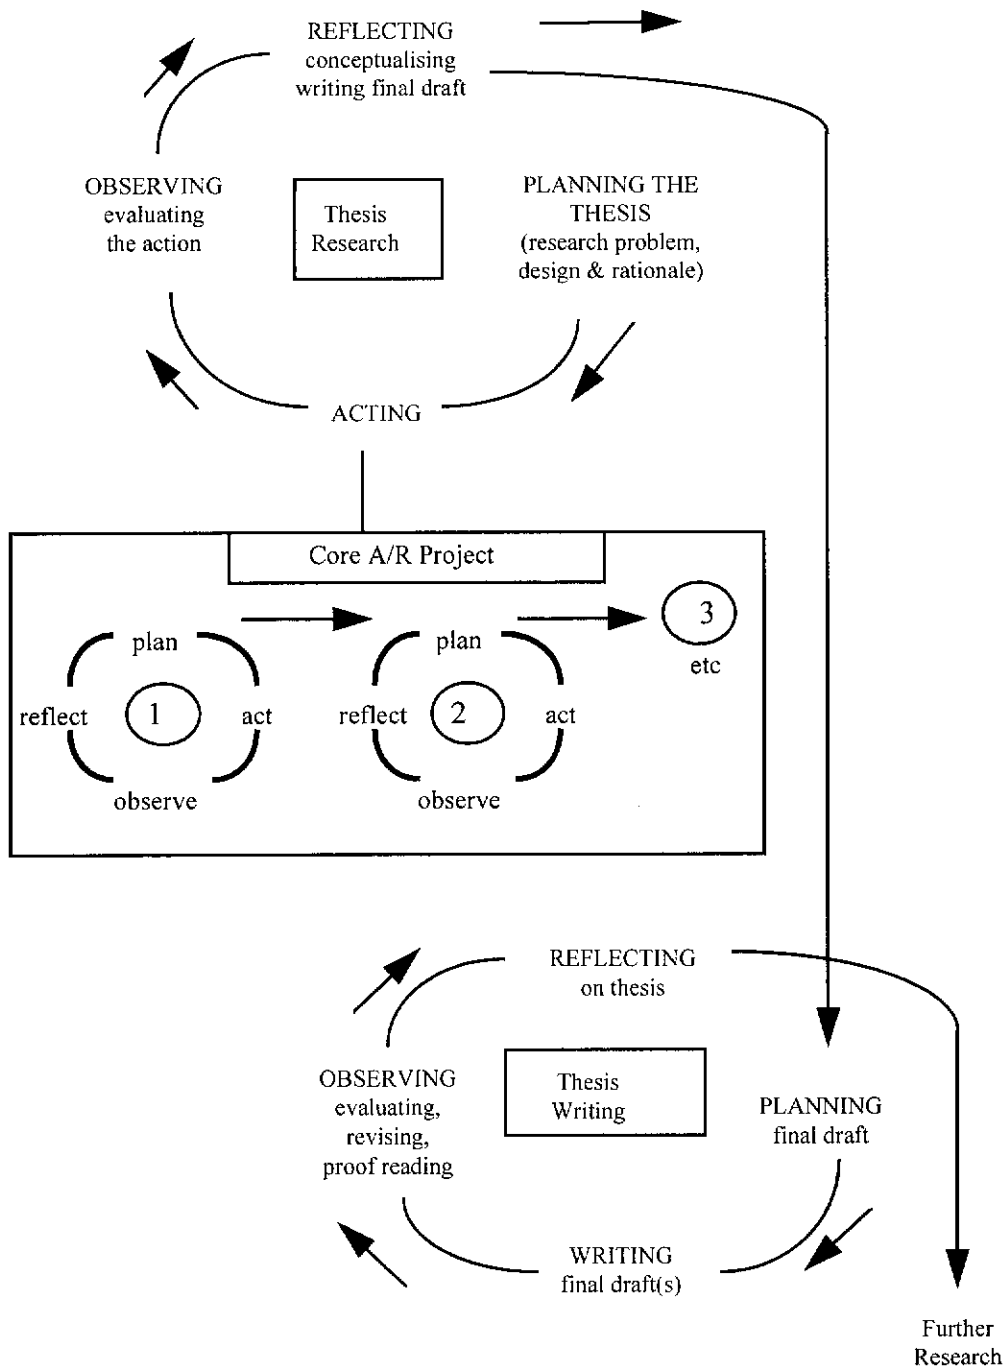 REFLECTING
conceptualising
writing final draft
OBSERVING
evaluating
the action
Thesis
Research
PLANNING THE
THESIS
(research problem,
design & rationale)
ACTING
Core A/R Project
plan
reflect
1
act
observe
plan
reflect
2
act
observe
3
etc
REFLECTING
on thesis
OBSERVING
evaluating,
revising,
proof reading
Thesis
Writing
PLANNING
final draft
WRITING
final draft(s)
Further
Research